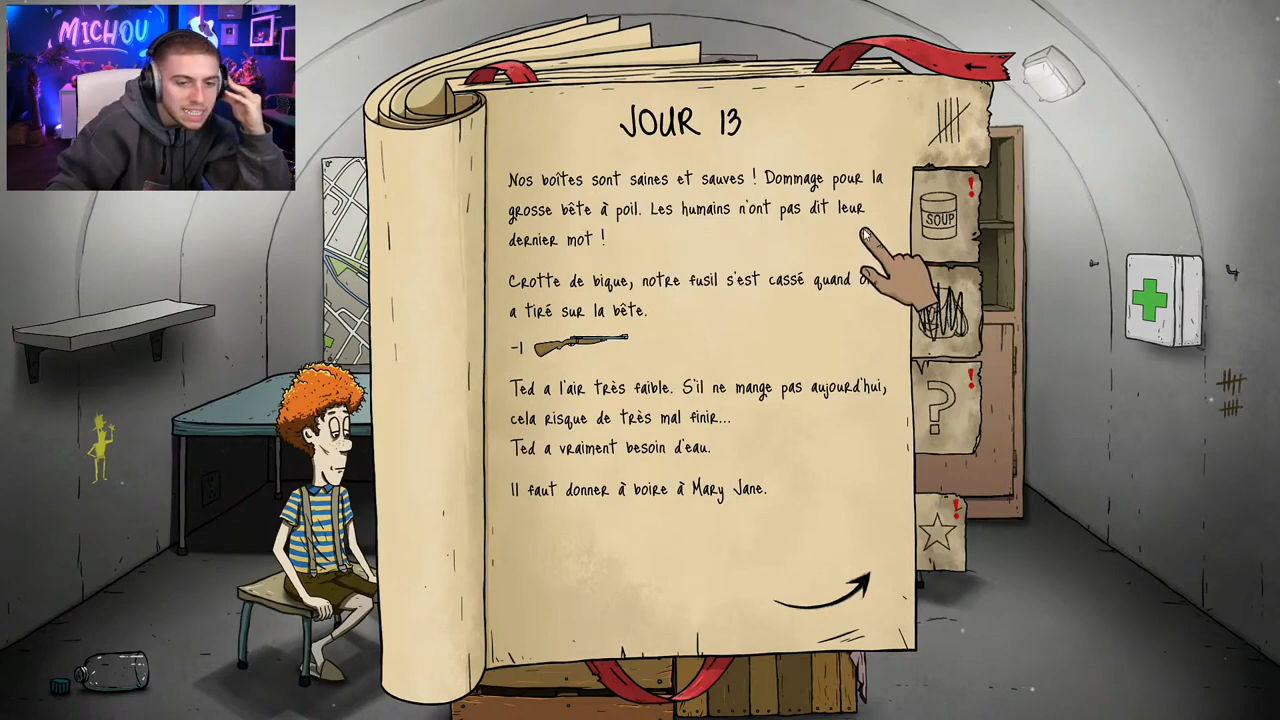 MICHOU
JOUR 13
Nos boîtes sont saines et sauves ! Dommage pour la
grosse bête à poil. Les humains n'ont pas dit leur
dernier mot !
Crotte de bique, notre fusil s'est cassé quand
a tiré sur la bête.
-1
Ted a l'air très faible. S'il ne mange pas aujourd'hui,
cela risque de très mal finir...
Ted a vraiment besoin d'eau.
Il faut donner à boire à Mary Jane.
SOUP
!
?
!
!